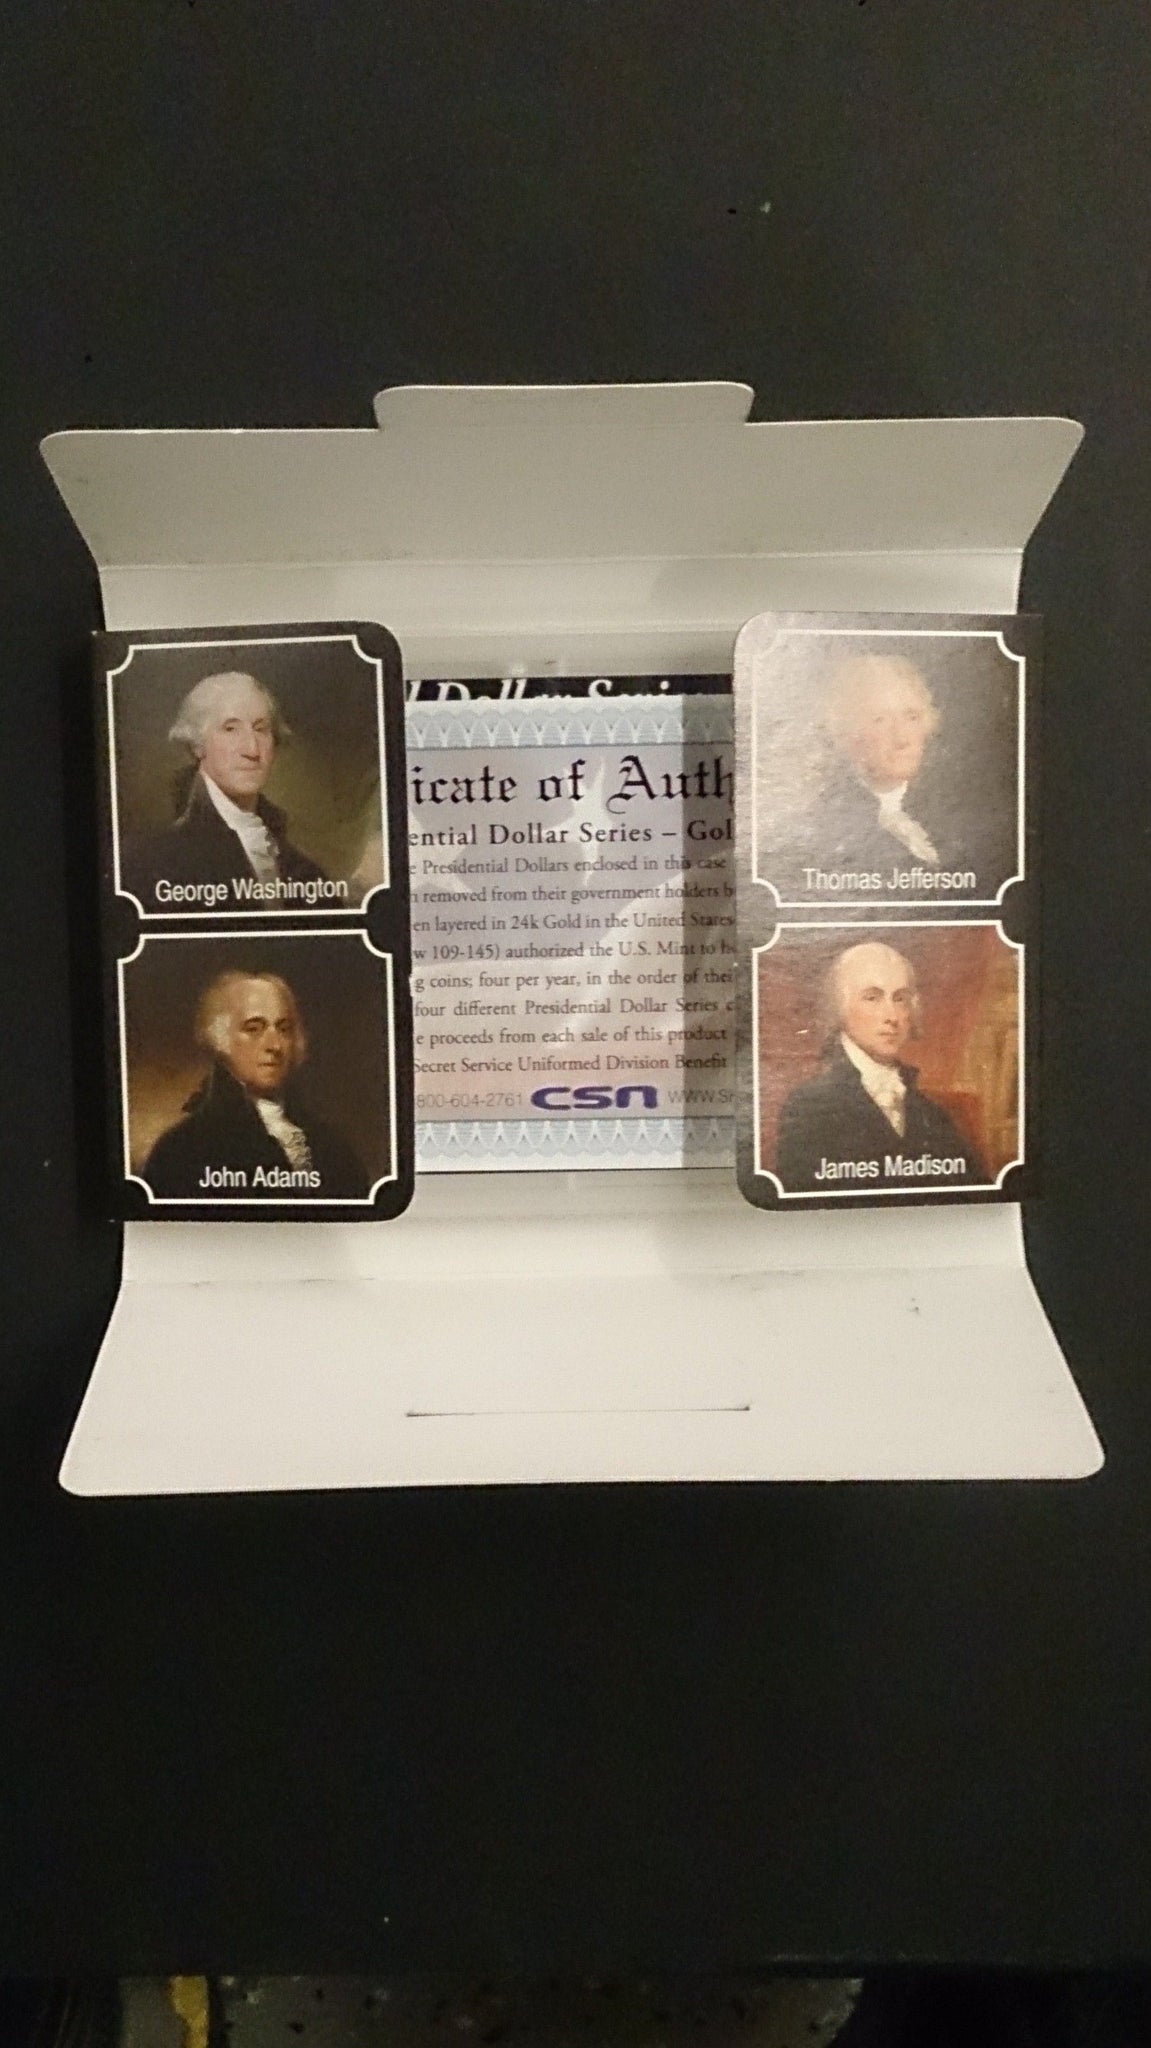 George Washington
John Adams
Dollar Series
icate of Auth
ential Dollar Series – Gol
e Presidential Dollars enclosed in this case
removed from their government holders b
en layered in 24k Gold in the United States
w 109-145) authorized the U.S. Mint to
g coins; four per year, in the order of thei
four different Presidential Dollar Series c
e proceeds from each sale of this product
Secret Service Uniformed Division Benefit
800-604-2761 CSN www.S
Thomas Jefferson
James Madison